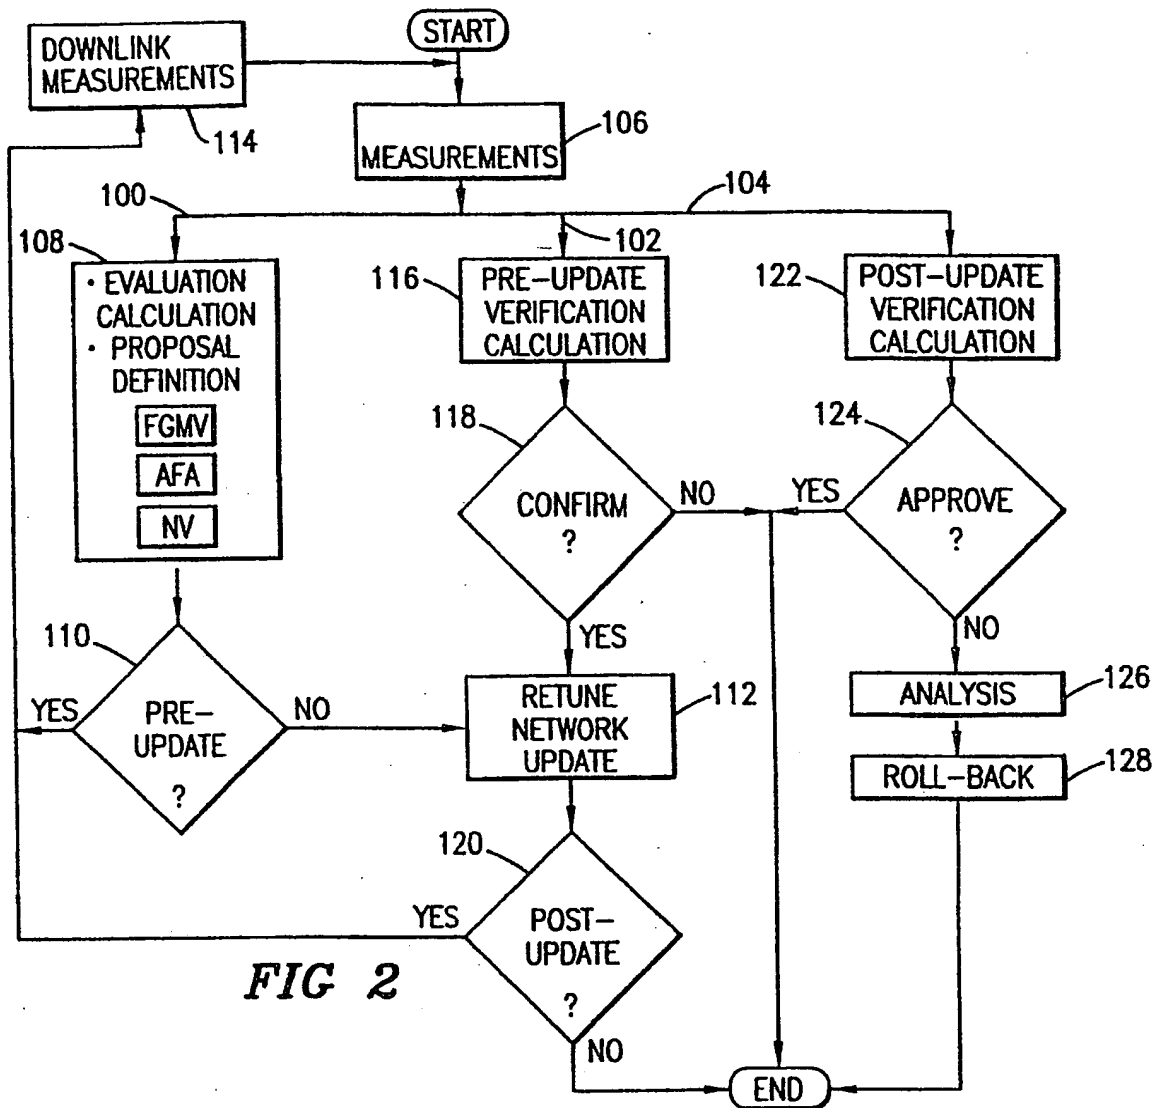 START
DOWNLINK
MEASUREMENTS
114
MEASUREMENTS
106
100
102
104
108
• EVALUATION
CALCULATION
• PROPOSAL
DEFINITION
FGMV
AFA
NV
116
PRE-UPDATE
VERIFICATION
CALCULATION
122
POST-UPDATE
VERIFICATION
CALCULATION
118
CONFIRM
?
NO
YES
124
YES
APPROVE
?
NO
110
YES
PRE-
UPDATE
?
NO
RETUNE
NETWORK
UPDATE
112
ANALYSIS
126
ROLL-BACK
128
120
YES
POST-
UPDATE
?
NO
FIG 2
END